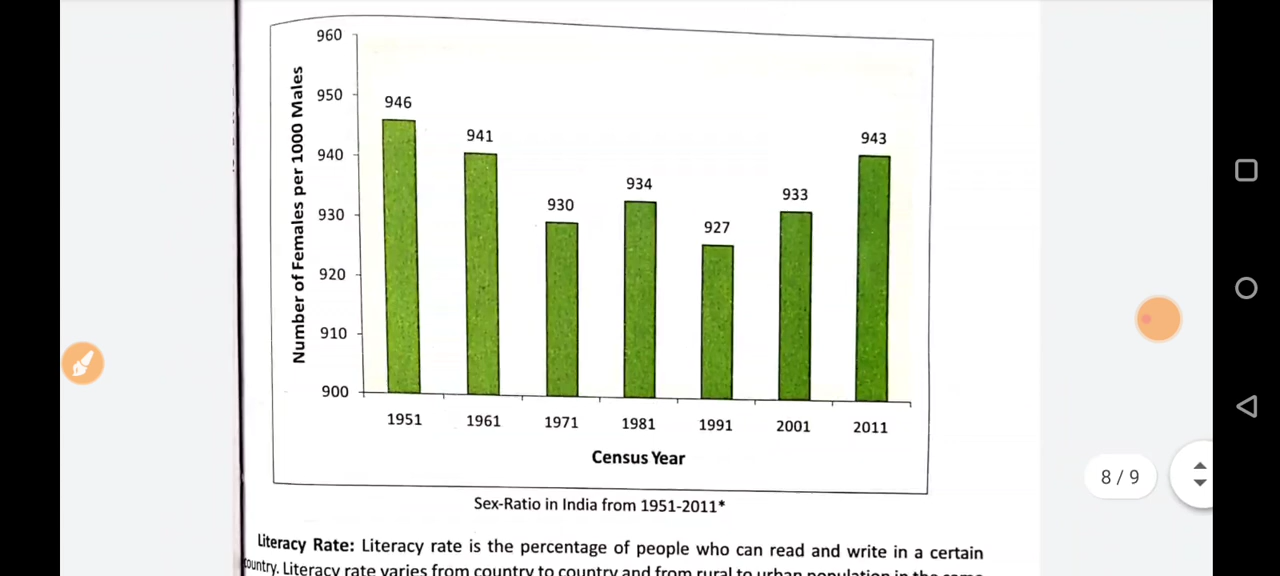 960
950
940
930
920
910
900
Number of Females per 1000 Males
946
941
930
934
927
933
943
1951 1961 1971 1981 1991 2001 2011
Census Year
Sex-Ratio in India from 1951-2011*
Literacy Rate: Literacy rate is the percentage of people who can read and write in a certain
country. Literacy rate varies from country to country and from rural to urban population in the same
8 / 9